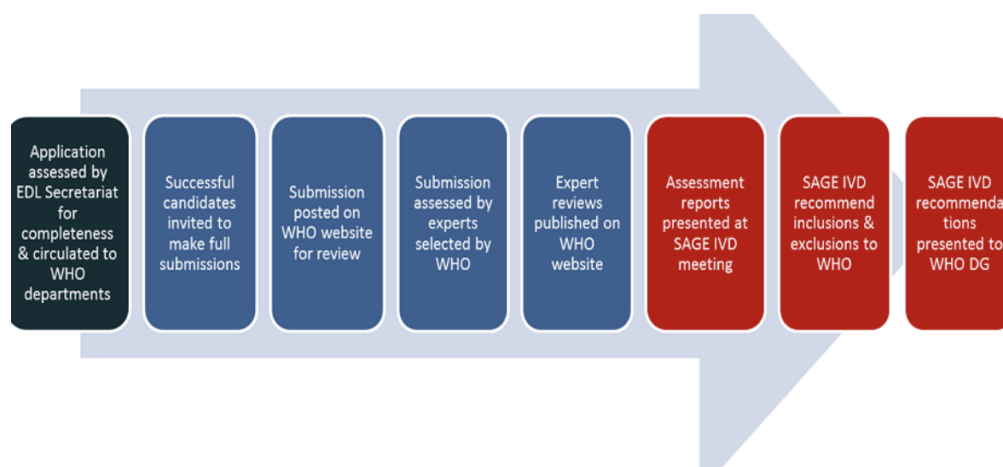 Application
assessed by
EDL Secretariat
for
completeness
& circulated to
WHO
departments
Successful
candidates
invited to
make full
submissions
Submission
posted on
WHO website
for review
Submission
assessed by
experts
selected by
WHO
Expert
reviews
published on
WHO
website
Assessment
reports
presented at
SAGE IVD
meeting
SAGE IVD
recommend
inclusions &
exclusions to
WHO
SAGE IVD
recommenda
tions
presented to
WHO DG